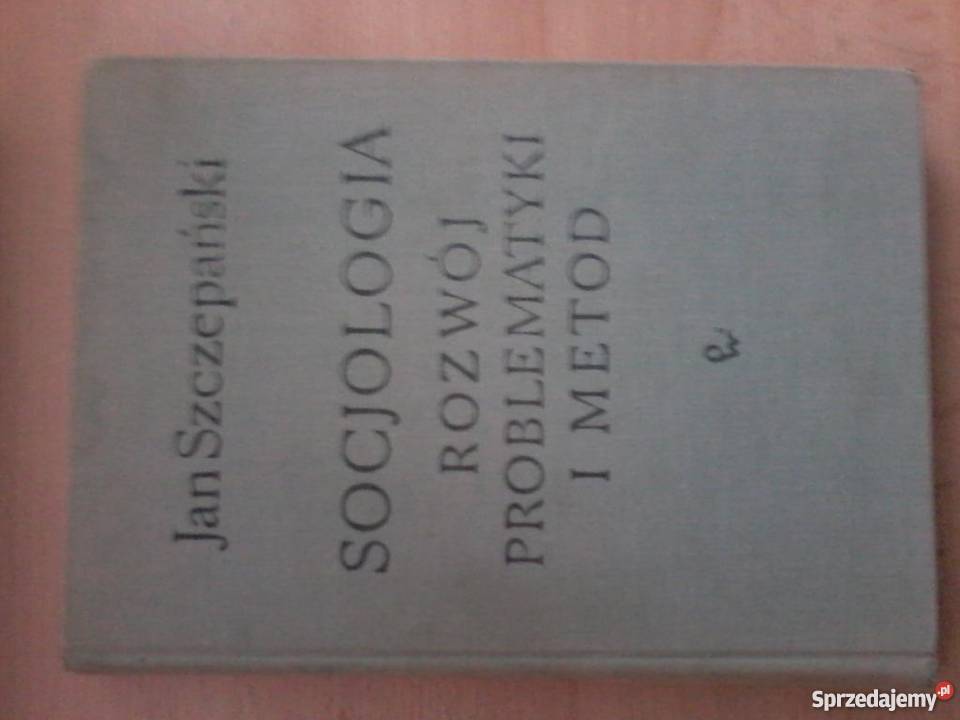 Jan Szczepański
SOCJOLOGIA
ROZWÓJ
PROBLEMATYKI
I METOD
Sprzedajemy.pl